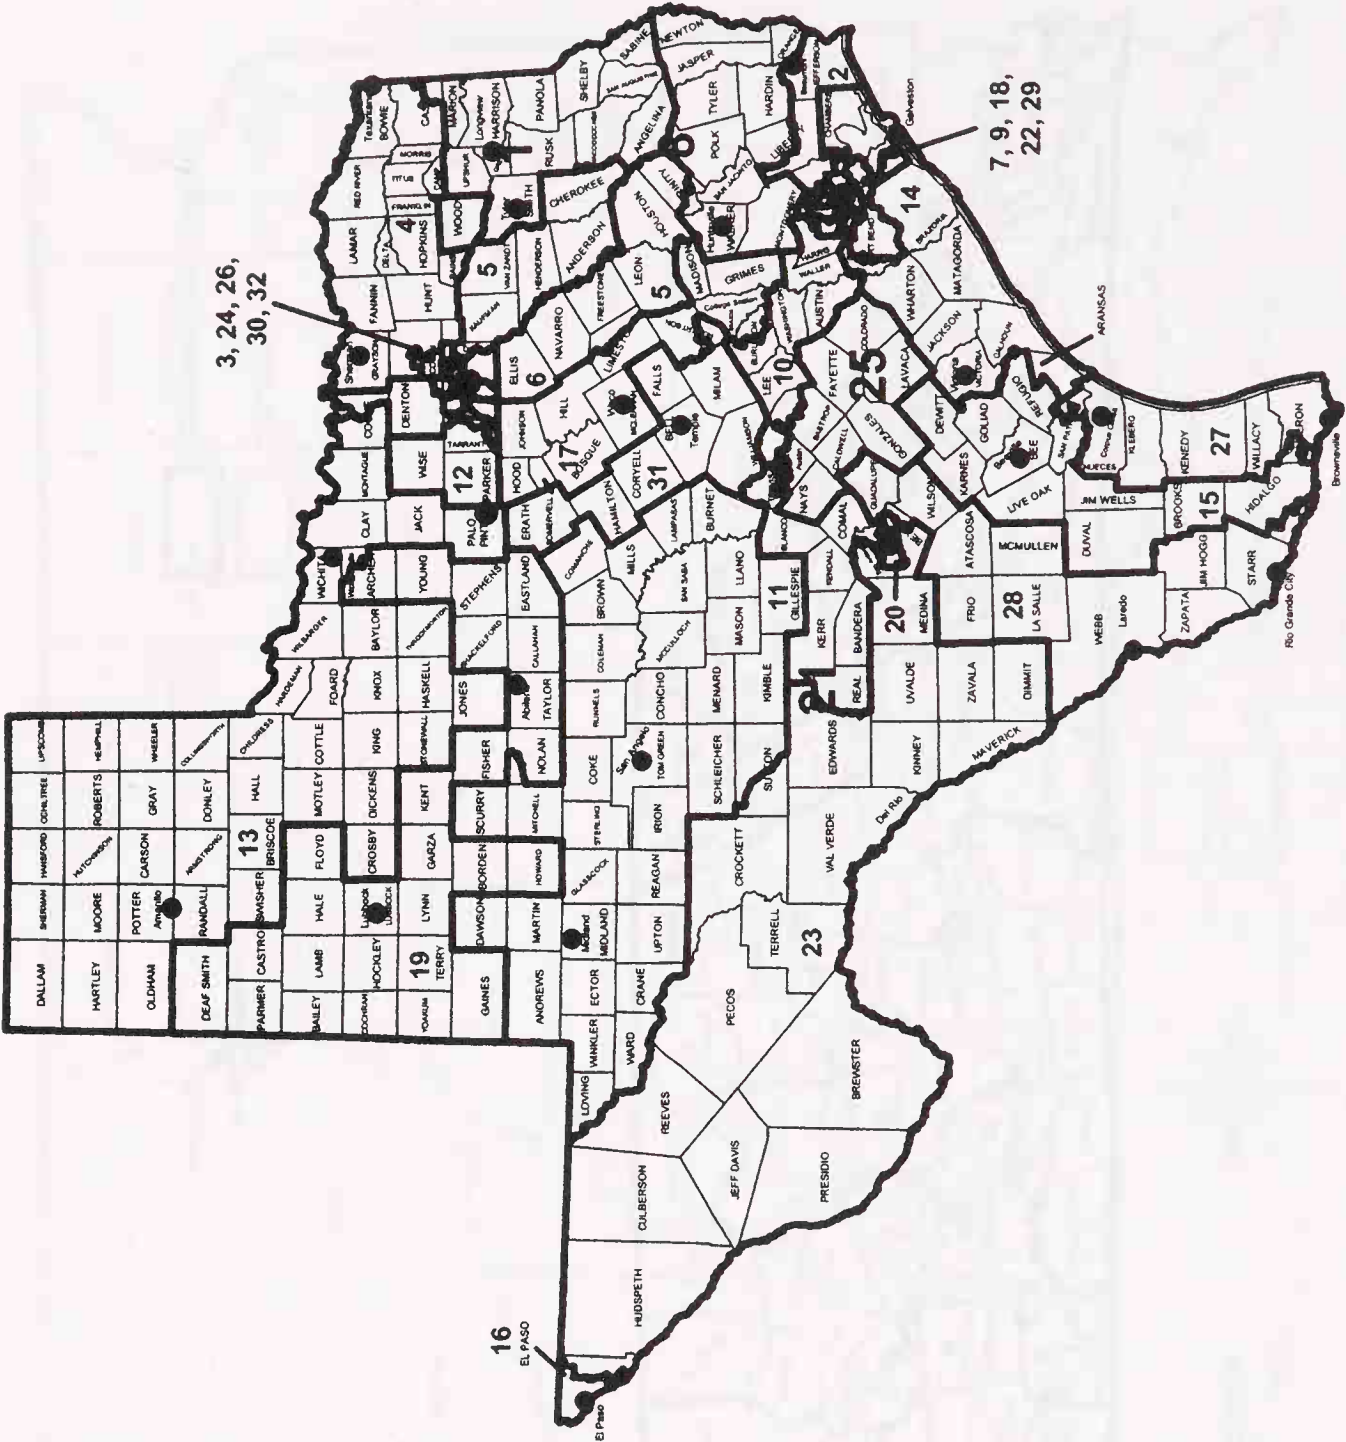 DALLAM
SHERMAN
HANSFORD
OCHILTREE
LIPSCOMB
HARTLEY
MOORE
HUTCHINSON
ROBERTS
HEMPHILL
OLDHAM
POTTER
Amarillo
CARSON
GRAY
WHEELER
DEAF SMITH
RANDALL
ARMSTRONG
DONLEY
COLLINGSWORTH
PARMER
CASTRO
SWISHER
13
BRISCOE
HALL
CHILDRESS
BAILEY
LAMB
HALE
FLOYD
MOTLEY
COTTLE
HARDEMAN
FOARD
WILBARGER
COCHRAN
HOCKLEY
Lubbock
LUBBOCK
CROSBY
DICKENS
KING
KNOX
BAYLOR
YOAKUM
19
TERRY
LYNN
GARZA
KENT
STONEWALL
HASKELL
THROCKMORTON
GAINES
DAWSON
BORDEN
SCURRY
FISHER
JONES
SHACKELFORD
STEPHENS
ANDREWS
MARTIN
HOWARD
MITCHELL
NOLAN
Abilene
TAYLOR
CALLAHAN
EASTLAND
WICHITA
ARCHER
YOUNG
CLAY
JACK
PALO
PARKER
12
MONTAGUE
WISE
TARRANT
DENTON
GRAYSON
3, 24, 26,
30, 32
FANNIN
HUNT
LAMAR
DELTA
4
HOPKINS
RED RIVER
FRANKLIN
TITUS
MORRIS
CAMP
Texarkana
BOWIE
MARION
Longview
HARRISON
UPSHUR
WOOD
SMITH
KAUFMAN
5
VAN ZANDT
HENDERSON
RUSK
PANOLA
SHELBY
CHEROKEE
ANDERSON
SABINE
SAN AUGUSTINE
ANGELINA
HOUSTON
ELLIS
NAVARRO
FREESTONE
LEON
5
MADISON
6
HILL
JOHNSON
HOOD
SOMERVELL
ERATH
BOSQUE
17
Waco
MCLENNAN
FALLS
BELL
Temple
MILAM
CORYELL
31
HAMILTON
COMANCHE
LAMPASAS
BURNET
MILLS
BROWN
SAN SABA
LLANO
COLEMAN
MCCULLOCH
MASON
11
GILLESPIE
RUNNELS
CONCHO
MENARD
KIMBLE
COKE
San Angelo
TOM GREEN
SCHLEICHER
SUTTON
STERLING
IRION
GLASSCOCK
REAGAN
Midland
MIDLAND
UPTON
ECTOR
CRANE
WINKLER
WARD
LOVING
REEVES
PECOS
CROCKETT
TERRELL
23
VAL VERDE
EDWARDS
REAL
KERR
BANDERA
KENDALL
BLANCO
HAYS
COMAL
GUADALUPE
CALDWELL
BASTROP
LEE
10
FAYETTE
25
GONZALES
LAVACA
COLORADO
AUSTIN
WALLER
WASHINGTON
GRIMES
College Station
Huntsville
WALKER
MONTGOMERY
HARRIS
SAN JACINTO
POLK
TYLER
JASPER
NEWTON
HARDIN
LIBERTY
2
CHAMBERS
Galveston
7, 9, 18,
22, 29
14
BRAZORIA
WHARTON
MATAGORDA
JACKSON
CALHOUN
VICTORIA
DEWITT
GOLIAD
REFUGIO
ARANSAS
BEE
KARNES
WILSON
20
MEDINA
UVALDE
KINNEY
Del Rio
MAVERICK
ZAVALA
DIMMIT
FRIO
28
LA SALLE
ATASCOSA
MCMULLEN
LIVE OAK
NUECES
KLEBERG
JIM WELLS
DUVAL
WEBB
Laredo
ZAPATA
JIM HOGG
BROOKS
KENEDY
27
15
WILLACY
HIDALGO
STARR
Rio Grande City
Brownsville
CULBERSON
JEFF DAVIS
PRESIDIO
BREWSTER
HUDSPETH
16
EL PASO
El Paso